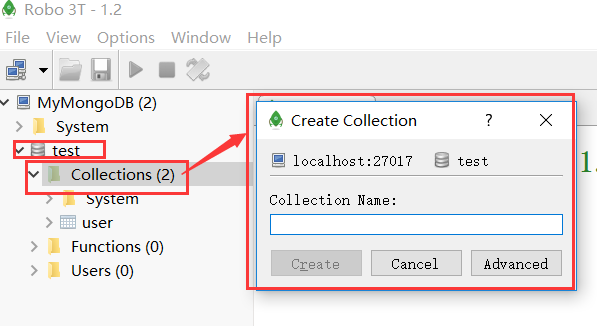 Robo 3T - 1.2
File View Options Window Help
MyMongoDB (2)
System
test
Collections (2)
System
user
Functions (0)
Users (0)
Create Collection ?
localhost:27017 test
Collection Name:
Create Cancel Advanced
1.